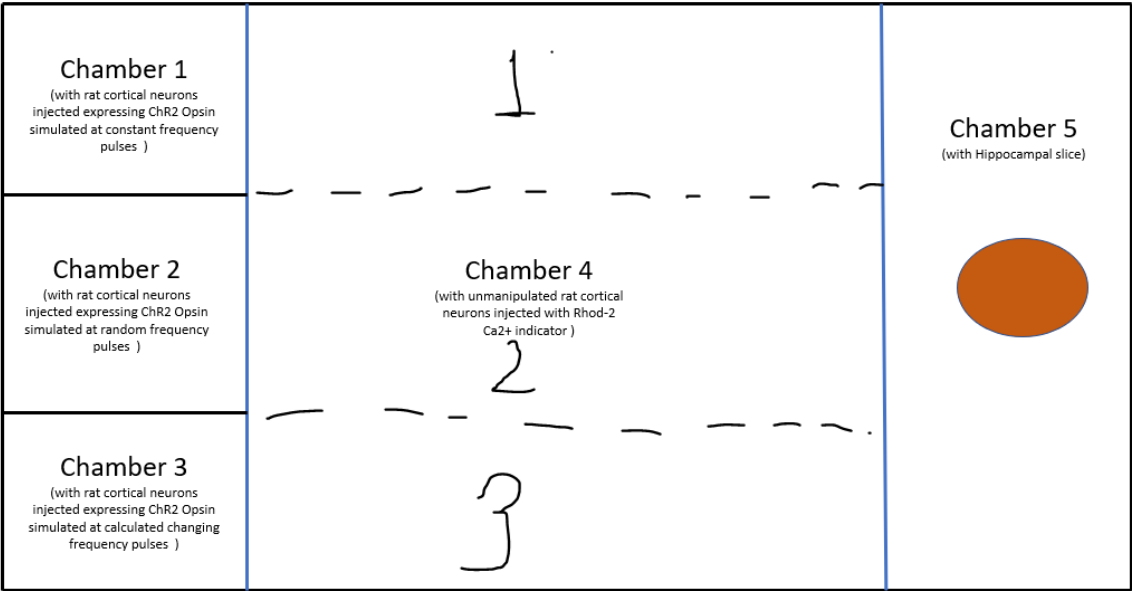 Chamber 1
(with rat cortical neurons
injected expressing ChR2 Opsin
simulated at constant frequency
pulses )
Chamber 2
(with rat cortical neurons
injected expressing ChR2 Opsin
simulated at random frequency
pulses )
Chamber 3
(with rat cortical neurons
injected expressing ChR2 Opsin
simulated at calculated changing
frequency pulses )
1
Chamber 4
(with unmanipulated rat cortical
neurons injected with Rhod-2
Ca2+ indicator )
2
3
Chamber 5
(with Hippocampal slice)